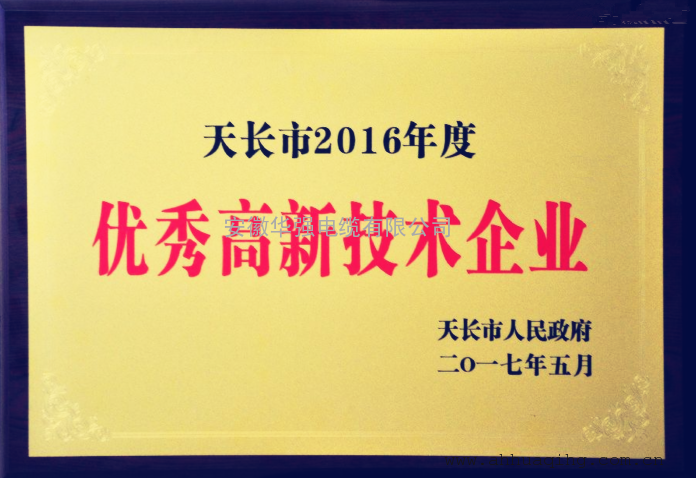 天长市2016年度
优秀高新技术企业
安徽华强电缆有限公司
天长市人民政府
二O一七年五月